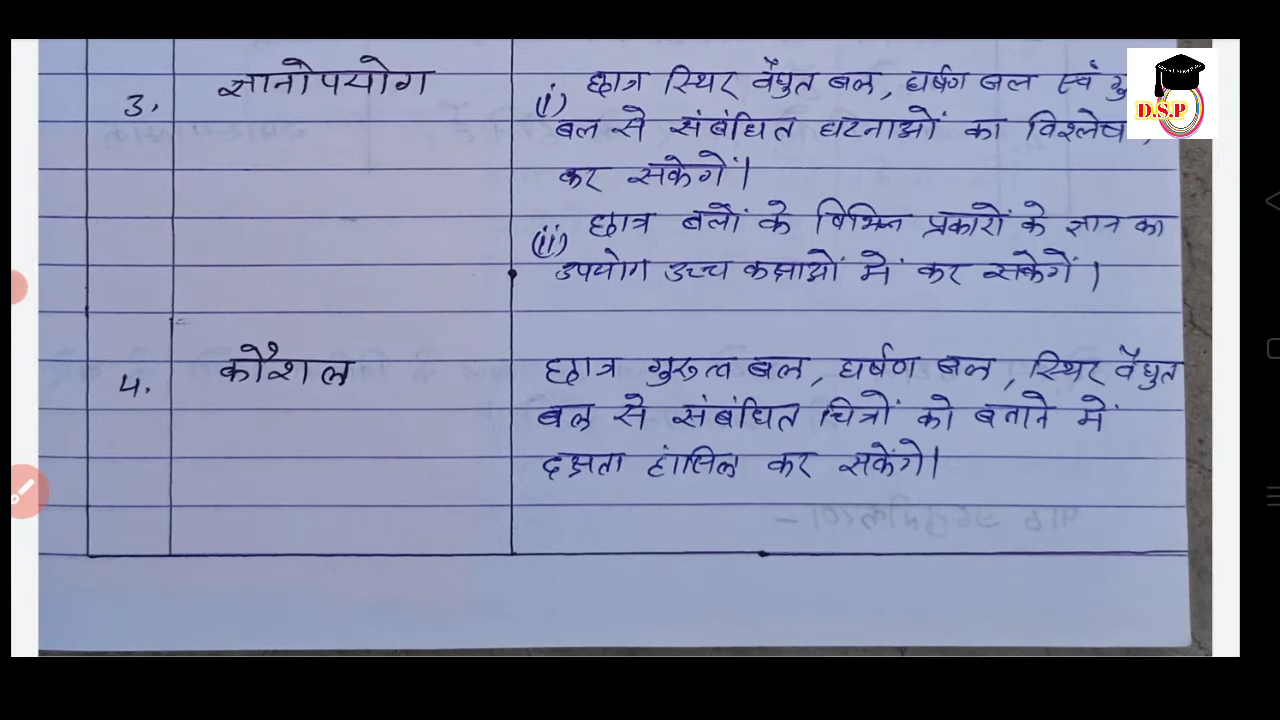 3. ज्ञानोपयोग
(i) छात्र स्थिर वैधुत बल, घर्षण बल एवं
बल से संबंधित घटनाओं का
कर सकेगें।
(ii) छात्र बलों के विभिन्न प्रकारों के ज्ञान का
उपयोग उच्च कक्षाओं में कर सकेगें।
4. कौशल
छात्र गुरुत्व बल, घर्षण बल, स्थिर वैधुत
बल से संबंधित चित्रों को बनाने में
दक्षता हांसिल कर सकेंगे।
D.S.P